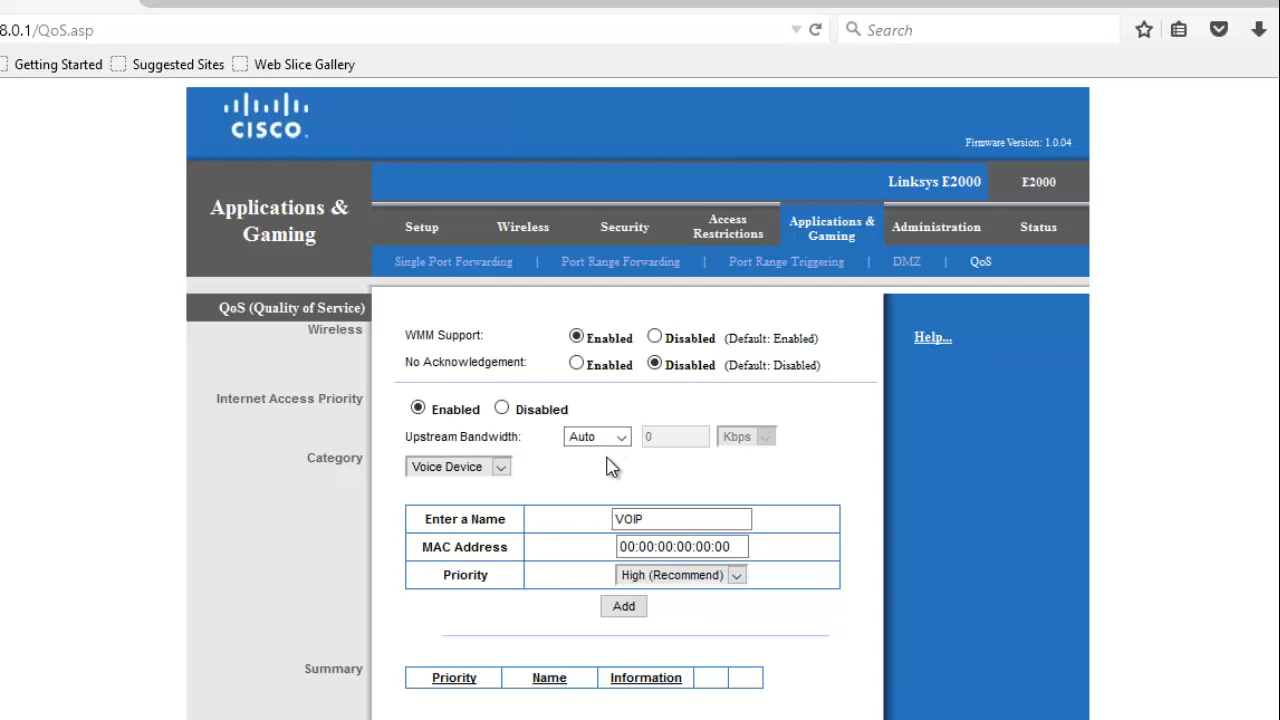 8.0.1/QoS.asp
Search
Getting Started
Suggested Sites
Web Slice Gallery
CISCO.
Firmware Version: 1.0.04
Linksys E2000
E2000
Applications & Gaming
Setup
Wireless
Security
Access Restrictions
Applications & Gaming
Administration
Status
Single Port Forwarding | Port Range Forwarding | Port Range Triggering | DMZ | QoS
QoS (Quality of Service)
Wireless
WMM Support: Enabled Disabled (Default: Enabled)
No Acknowledgement: Enabled Disabled (Default: Disabled)
Help...
Internet Access Priority
Enabled Disabled
Upstream Bandwidth: Auto 0 Kbps
Category
Voice Device
Enter a Name VOIP
MAC Address 00:00:00:00:00:00
Priority High (Recommend)
Add
Summary
Priority Name Information